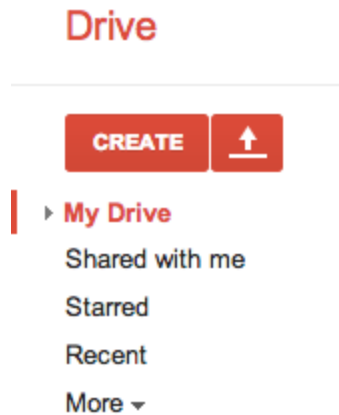 Drive
CREATE
My Drive
Shared with me
Starred
Recent
More